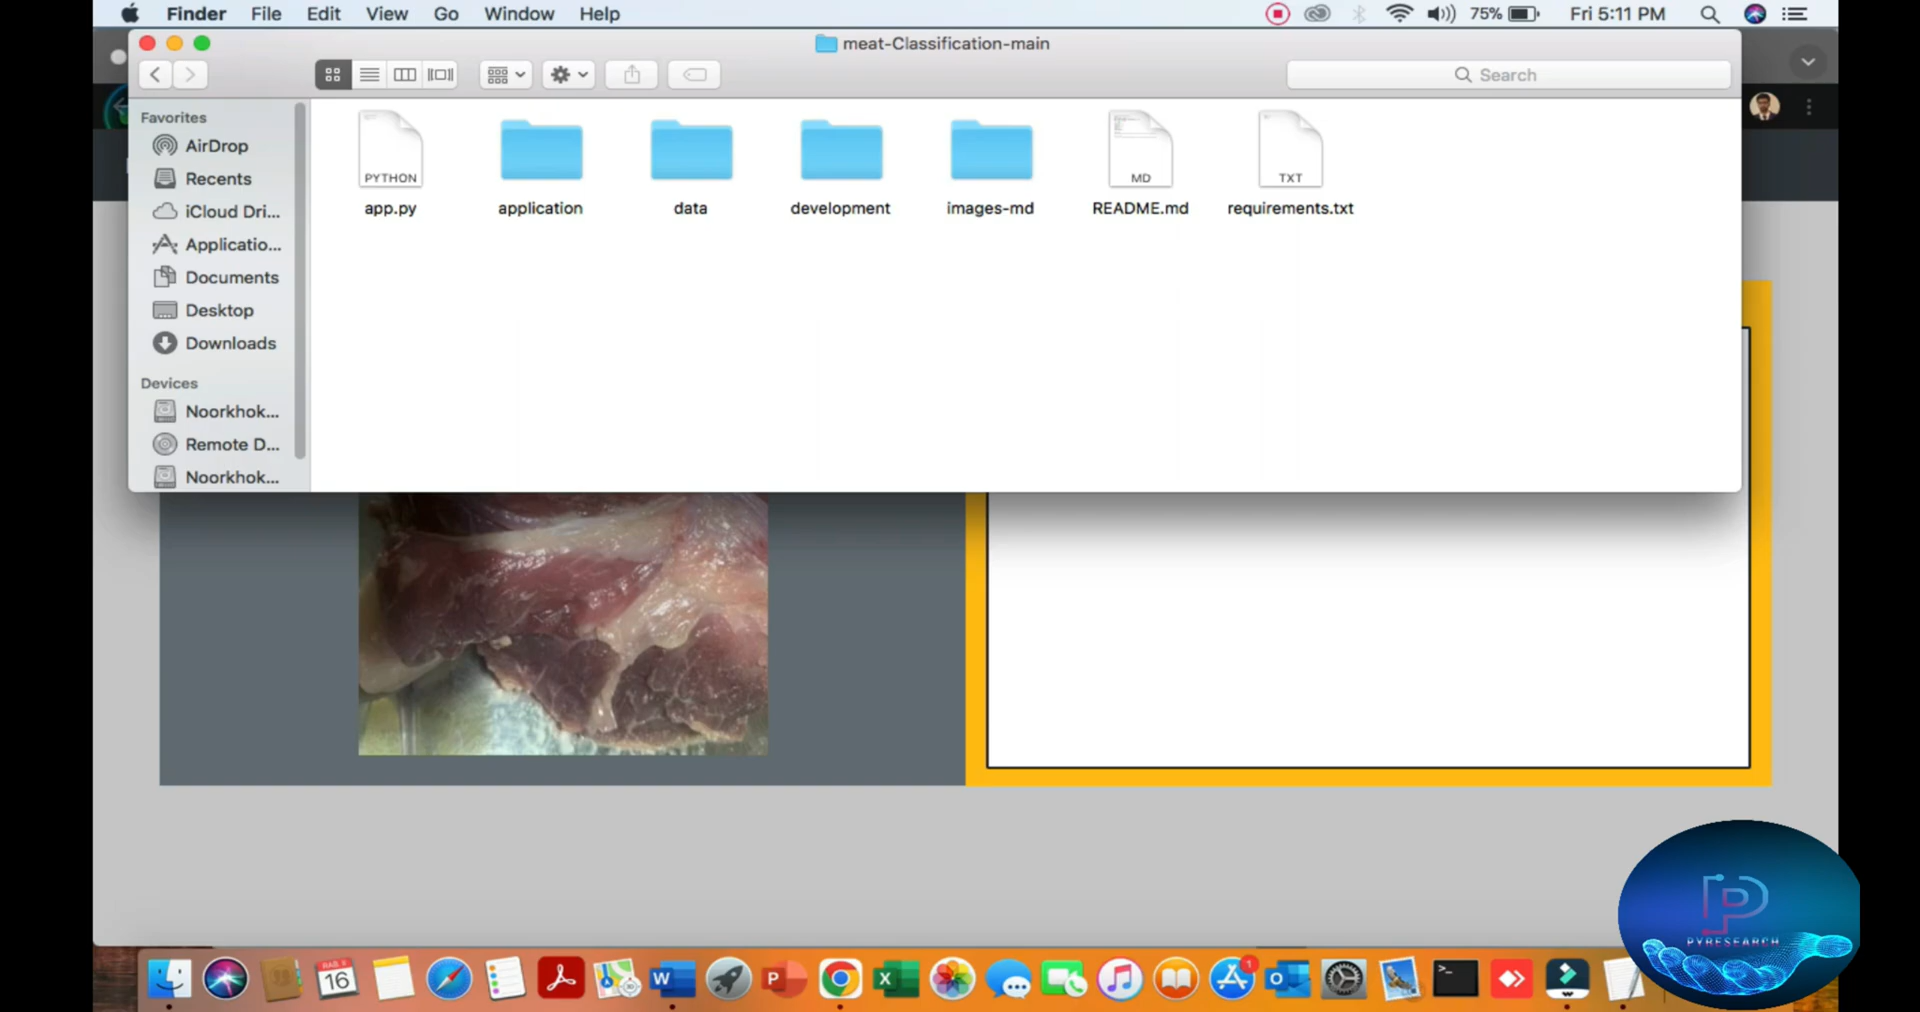 Finder File Edit View Go Window Help 75% Fri 5:11 PM
meat-Classification-main
Search
Favorites
AirDrop
Recents
iCloud Dri...
Applicatio...
Documents
Desktop
Downloads
Devices
Noorkhok...
Remote D...
Noorkhok...
PYTHON
MD
TXT
app.py
application
data
development
images-md
README.md
requirements.txt
16
1
PYRESEARCH